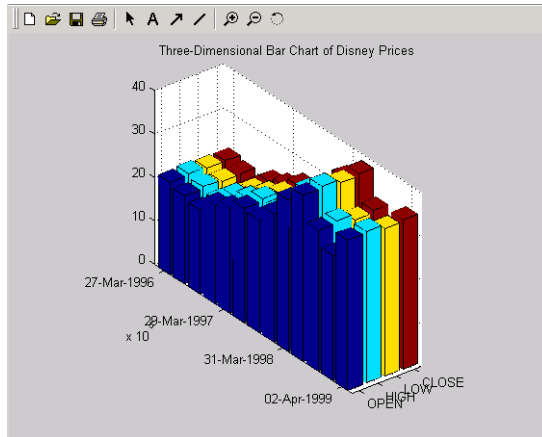 A
Three-Dimensional Bar Chart of Disney Prices
40
30
20
10
0
27-Mar-1996
29-Mar-1997
x 10
31-Mar-1998
02-Apr-1999
OPEN
HIGH
LOW
CLOSE